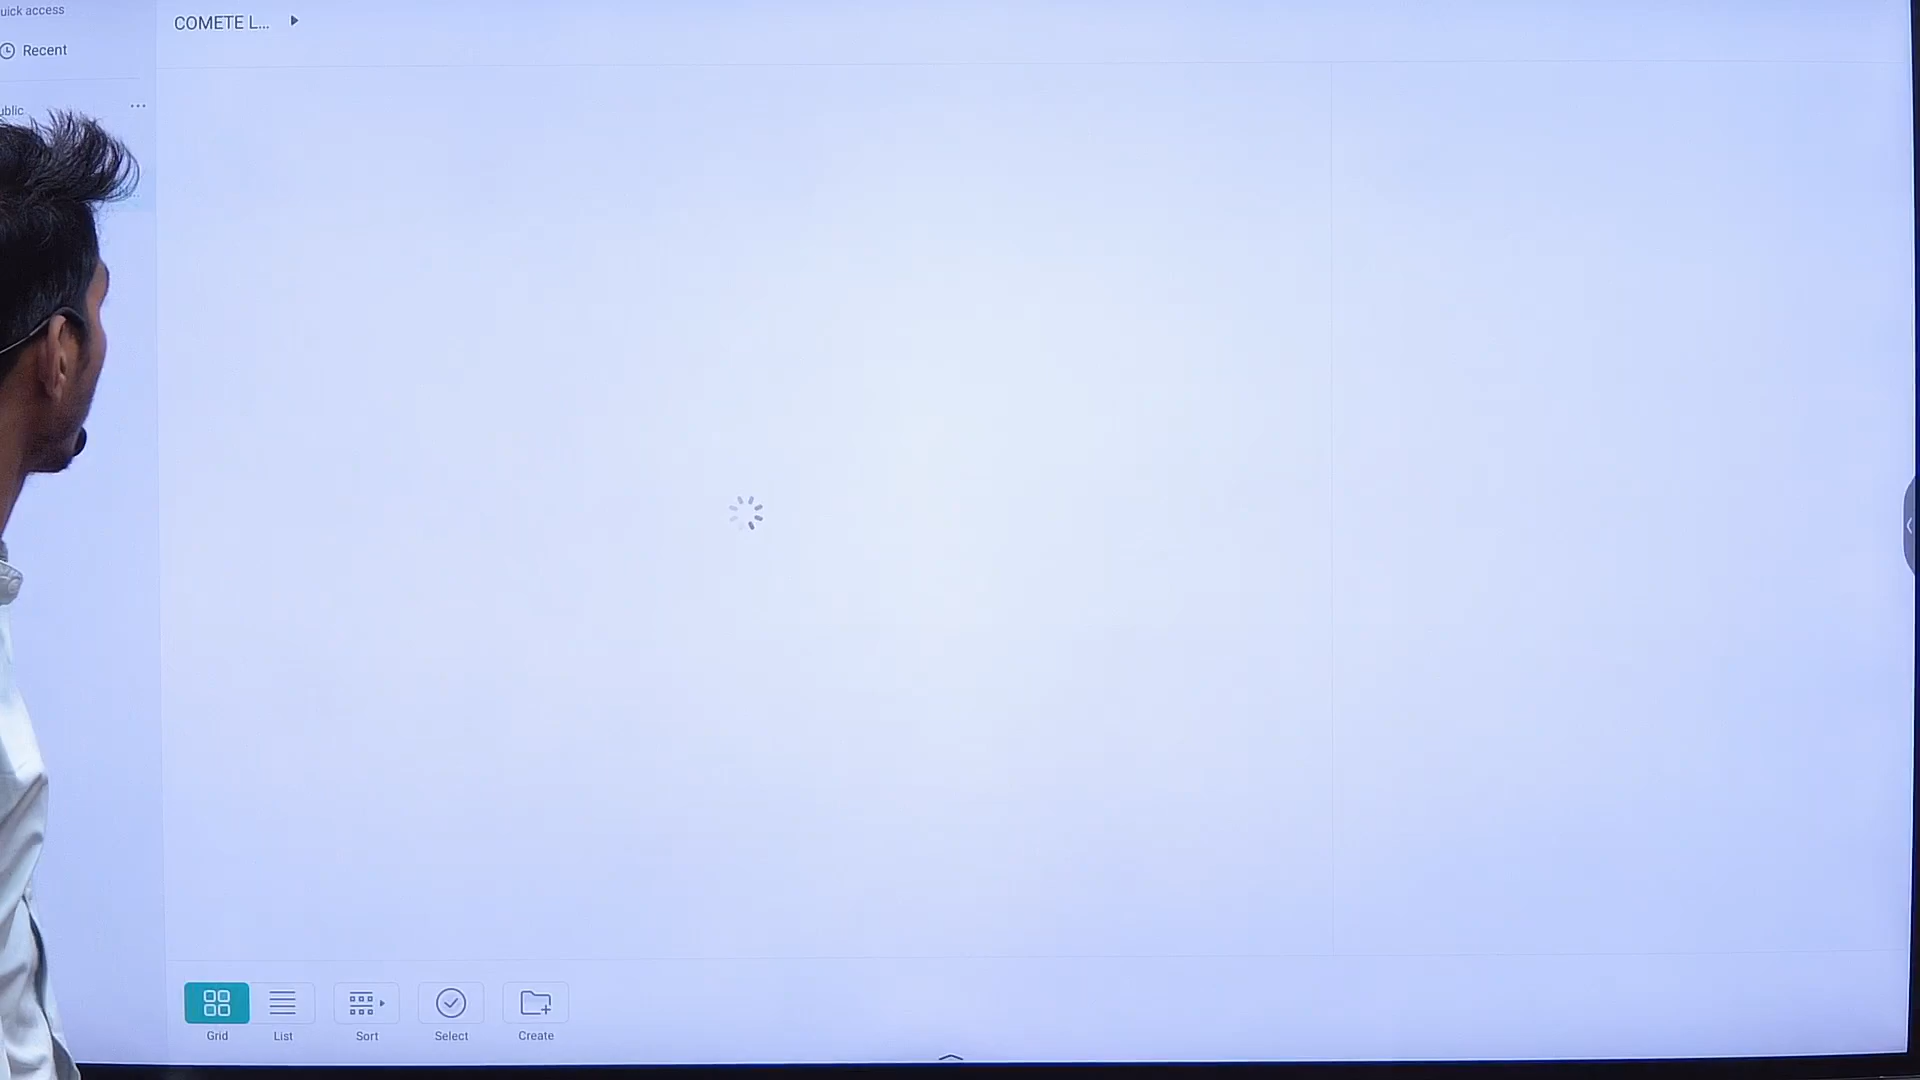 uick access
COMETE L...
Recent
ublic
Grid
List
Sort
Select
Create